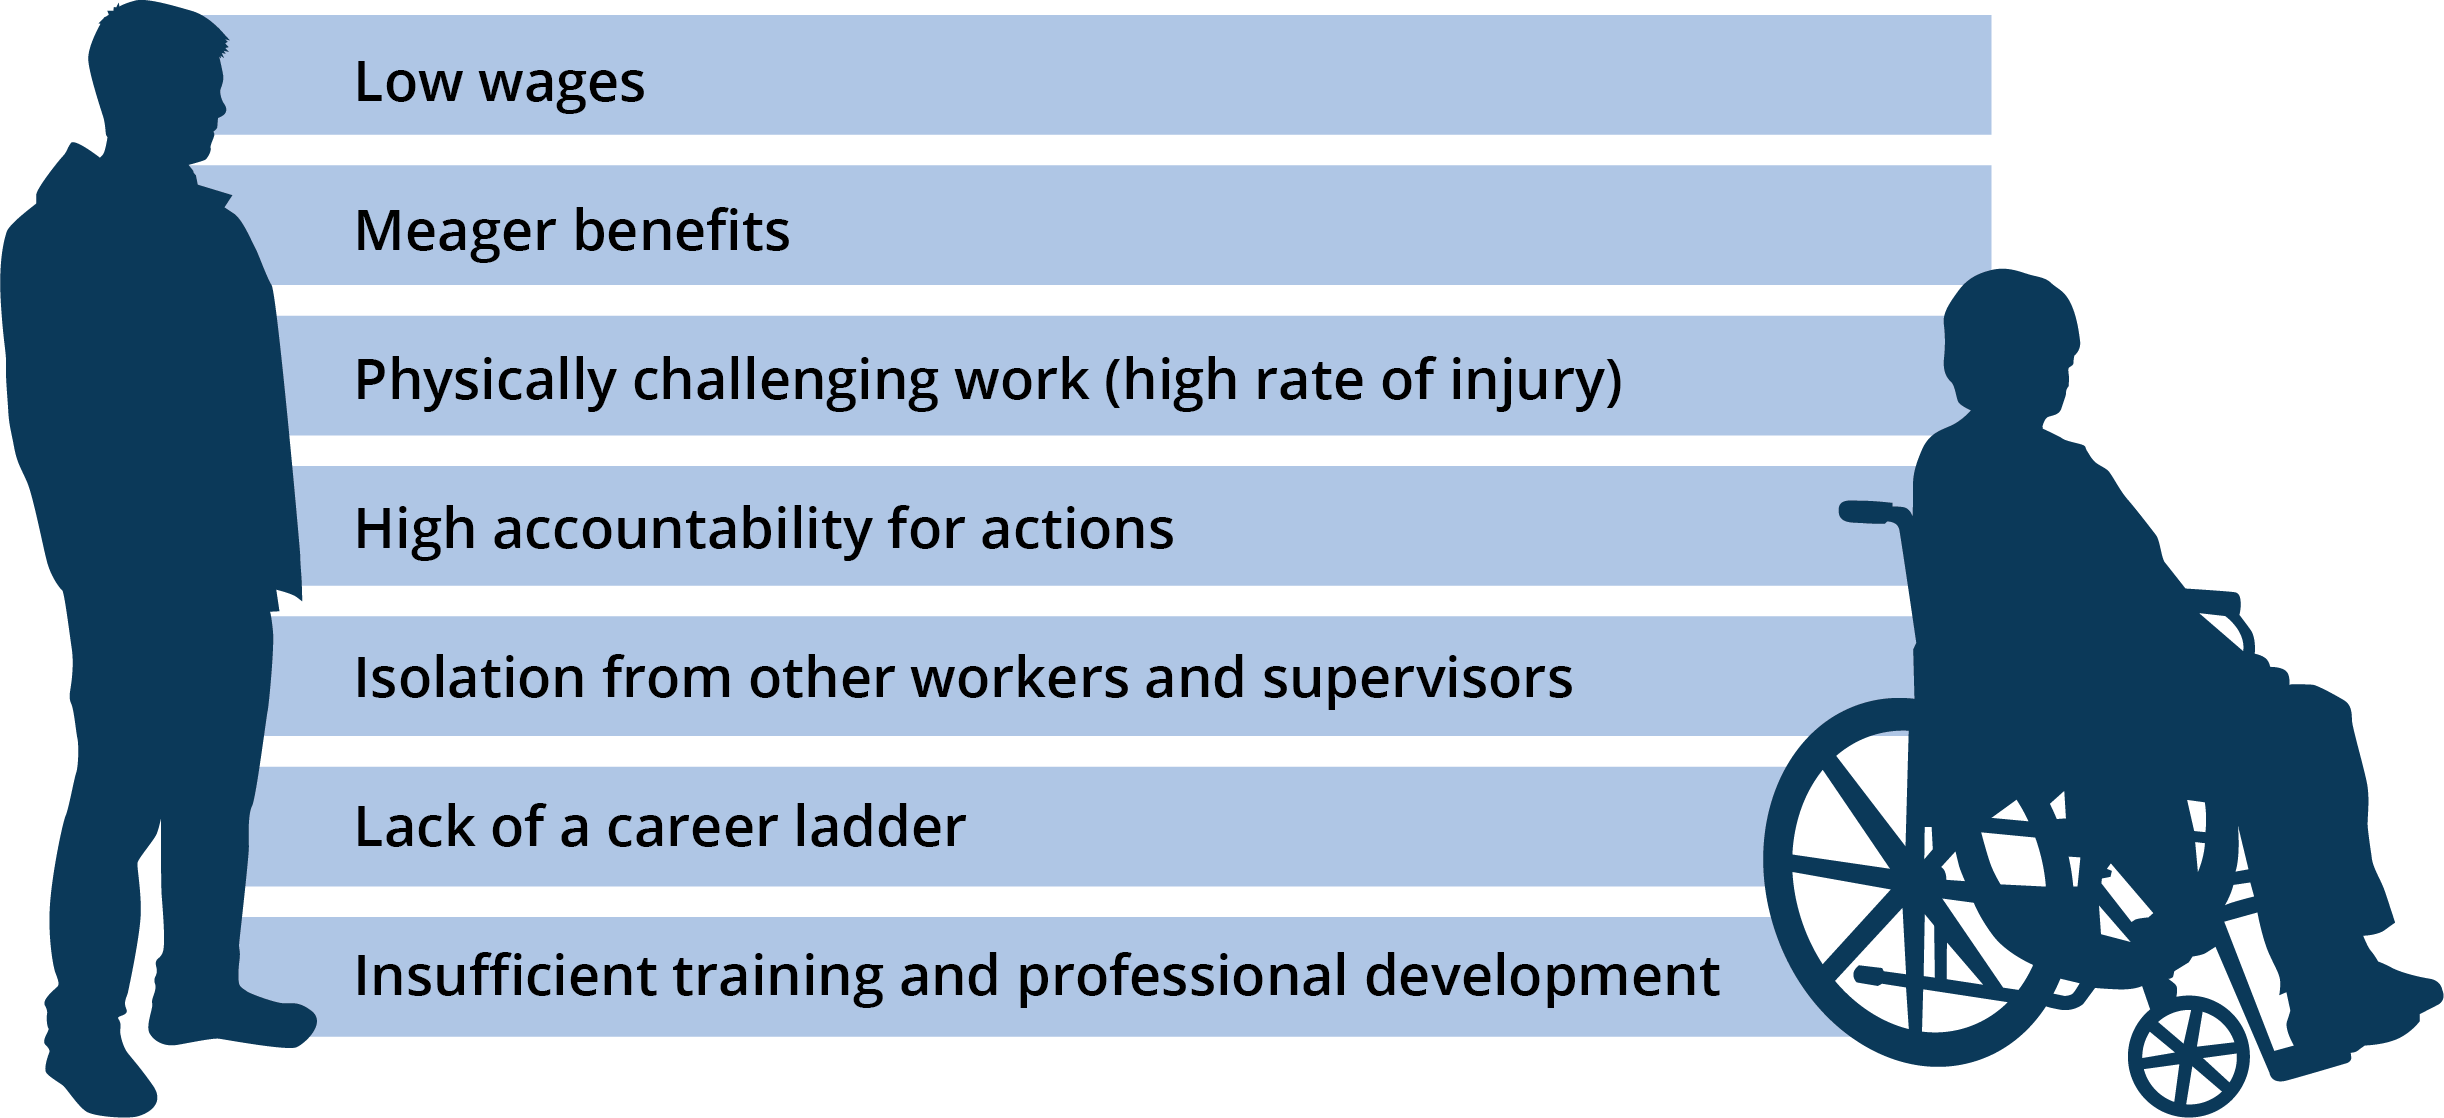 Low wages
Meager benefits
Physically challenging work (high rate of injury)
High accountability for actions
Isolation from other workers and supervisors
Lack of a career ladder
Insufficient training and professional development